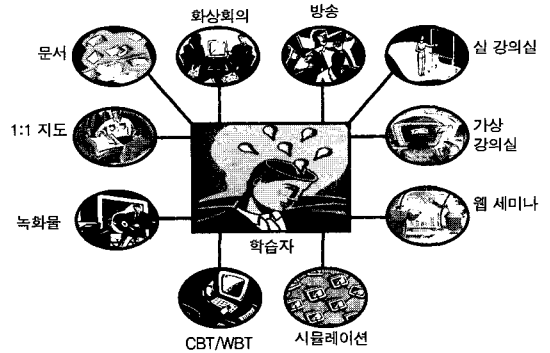 화상회의
방송
문서
실 강의실
1:1 지도
가상
강의실
녹화물
웹 세미나
학습자
CBT/WBT
시뮬레이션